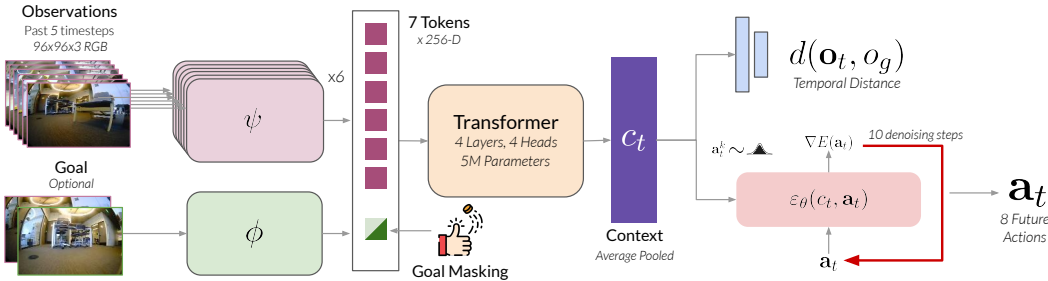 Observations
Past 5 timesteps
96x96x3 RGB
x6
ψ
Goal
Optional
ϕ
7 Tokens
x 256-D
Goal Masking
Transformer
4 Layers, 4 Heads
5M Parameters
c_t
Context
Average Pooled
d(o_t, o_g)
Temporal Distance
a_t^k ∼
∇E(a_t)
10 denoising steps
ε_θ(c_t, a_t)
a_t
a_t
8 Future
Actions